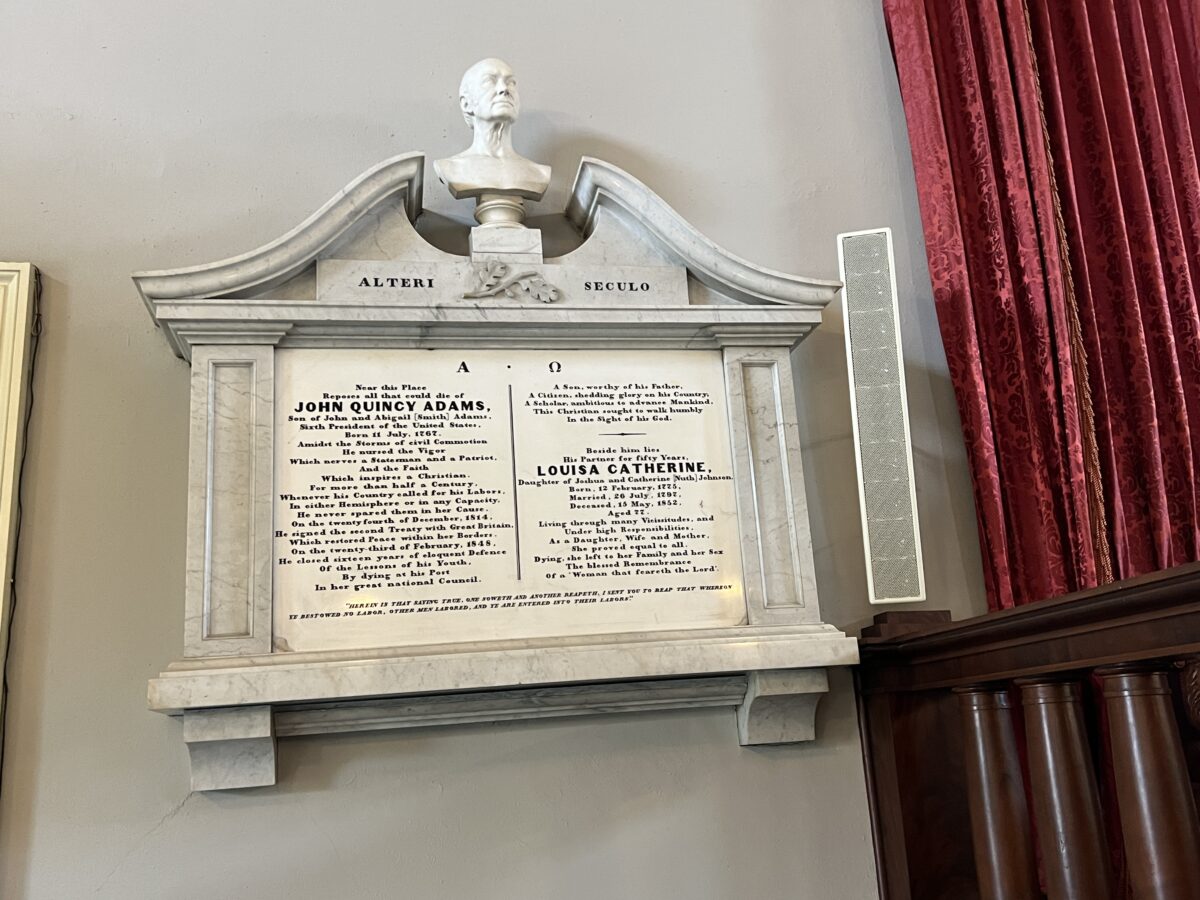 ALTERI SECULO
Α · Ω
Near this Place
Reposes all that could die of
JOHN QUINCY ADAMS,
Son of John and Abigail [Smith] Adams,
Sixth President of the United States,
Born 11 July, 1767.
Amidst the Storms of civil Commotion
He nursed the Vigor
Which nerves a Statesman and a Patriot,
And the Faith
Which inspires a Christian.
For more than half a Century,
Whenever his Country called for his Labors,
In either Hemisphere or in any Capacity,
He never spared them in her Cause.
On the twenty fourth of December, 1814,
He signed the second Treaty with Great Britain,
Which restored Peace within her Borders.
On the twenty-third of February, 1848,
He closed sixteen years of eloquent Defence
Of the Lessons of his Youth,
By dying at his Post
In her great national Council.
A Son, worthy of his Father,
A Citizen, shedding glory on his Country,
A Scholar, ambitious to advance Mankind,
This Christian sought to walk humbly
In the Sight of his God.
Beside him lies
His Partner for fifty Years,
LOUISA CATHERINE,
Daughter of Joshua and Catherine [Nuth] Johnson,
Born, 12 February, 1775,
Married, 26 July, 1797,
Deceased, 15 May, 1852,
Aged 77.
Living through many Vicissitudes, and
Under high Responsibilities,
As a Daughter, Wife and Mother,
She proved equal to all.
Dying, she left to her Family and her Sex
The blessed Remembrance
Of a 'Woman that feareth the Lord'.
"HEREIN IS THAT SAYING TRUE, ONE SOWETH AND ANOTHER REAPETH, I SENT YOU TO REAP THAT WHEREON
YE BESTOWED NO LABOR, OTHER MEN LABORED, AND YE ARE ENTERED INTO THEIR LABORS."